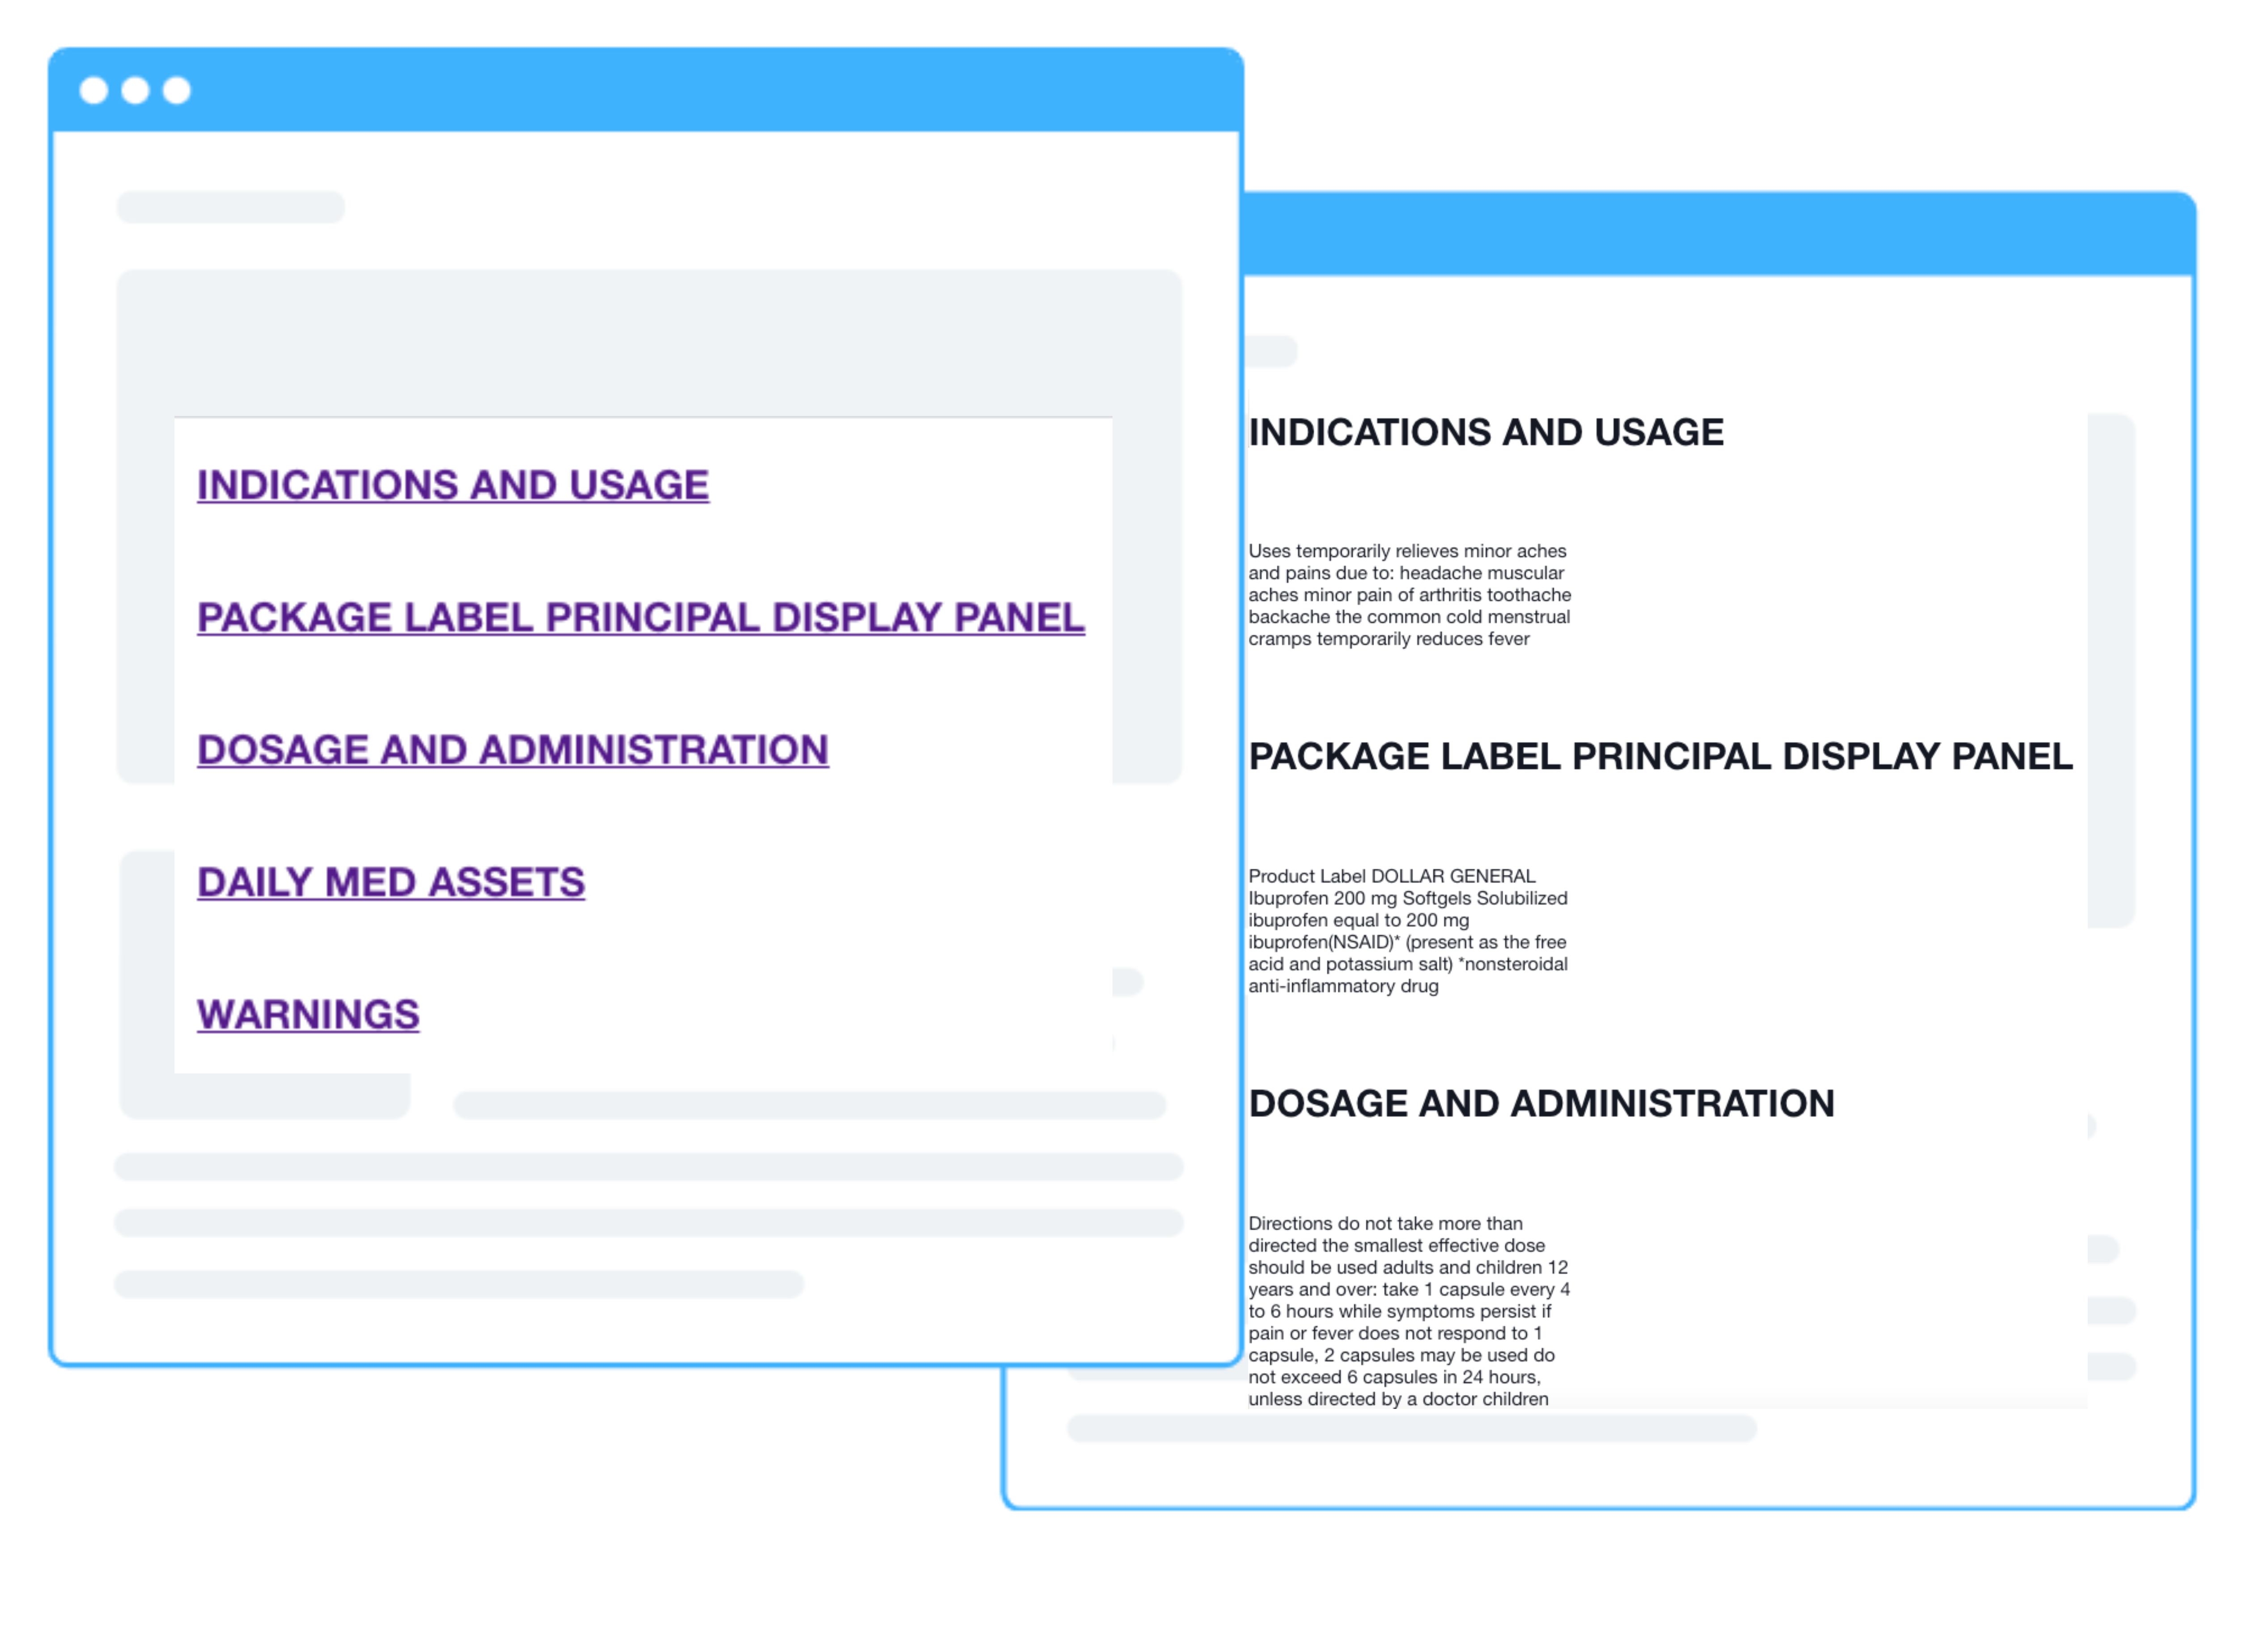 INDICATIONS AND USAGE
PACKAGE LABEL PRINCIPAL DISPLAY PANEL
DOSAGE AND ADMINISTRATION
DAILY MED ASSETS
WARNINGS
INDICATIONS AND USAGE
Uses temporarily relieves minor aches
and pains due to: headache muscular
aches minor pain of arthritis toothache
backache the common cold menstrual
cramps temporarily reduces fever
PACKAGE LABEL PRINCIPAL DISPLAY PANEL
Product Label DOLLAR GENERAL
Ibuprofen 200 mg Softgels Solubilized
ibuprofen equal to 200 mg
ibuprofen(NSAID)* (present as the free
acid and potassium salt) *nonsteroidal
anti-inflammatory drug
DOSAGE AND ADMINISTRATION
Directions do not take more than
directed the smallest effective dose
should be used adults and children 12
years and over: take 1 capsule every 4
to 6 hours while symptoms persist if
pain or fever does not respond to 1
capsule, 2 capsules may be used do
not exceed 6 capsules in 24 hours,
unless directed by a doctor children